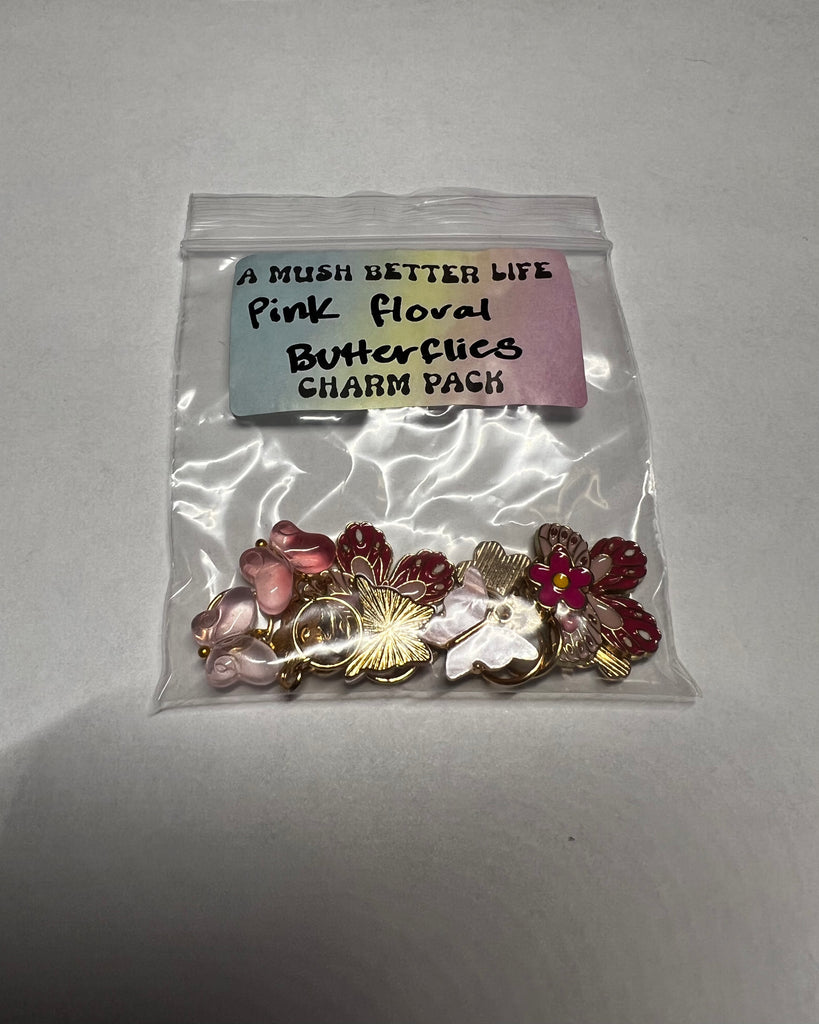 A MUSH BETTER LIFE
Pink floral
Butterflies
CHARM PACK